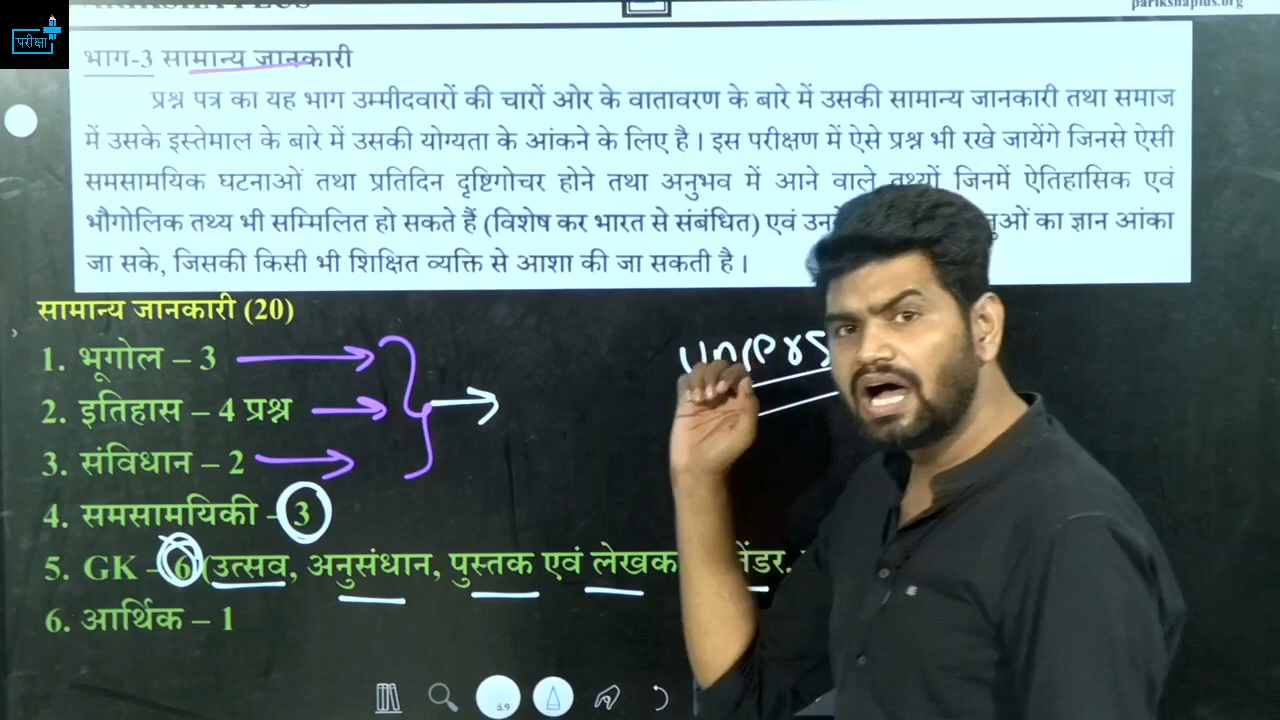 parikshaplus.org
परीक्षा
भाग-3 सामान्य जानकारी
प्रश्न पत्र का यह भाग उम्मीदवारों की चारों ओर के वातावरण के बारे में उसकी सामान्य जानकारी तथा समाज
में उसके इस्तेमाल के बारे में उसकी योग्यता के आंकने के लिए है । इस परीक्षण में ऐसे प्रश्न भी रखे जायेंगे जिनसे ऐसी
समसामयिक घटनाओं तथा प्रतिदिन दृष्टिगोचर होने तथा अनुभव में आने वाले तथ्यों जिनमें ऐतिहासिक एवं
भौगोलिक तथ्य भी सम्मिलित हो सकते हैं (विशेष कर भारत से संबंधित) एवं का ज्ञान आंका
जा सके, जिसकी किसी भी शिक्षित व्यक्ति से आशा की जा सकती है ।
सामान्य जानकारी (20)
1. भूगोल – 3
2. इतिहास – 4 प्रश्न
3. संविधान – 2
4. समसामयिकी – 3
5. GK – 6 (उत्सव, अनुसंधान, पुस्तक एवं लेखक
6. आर्थिक – 1